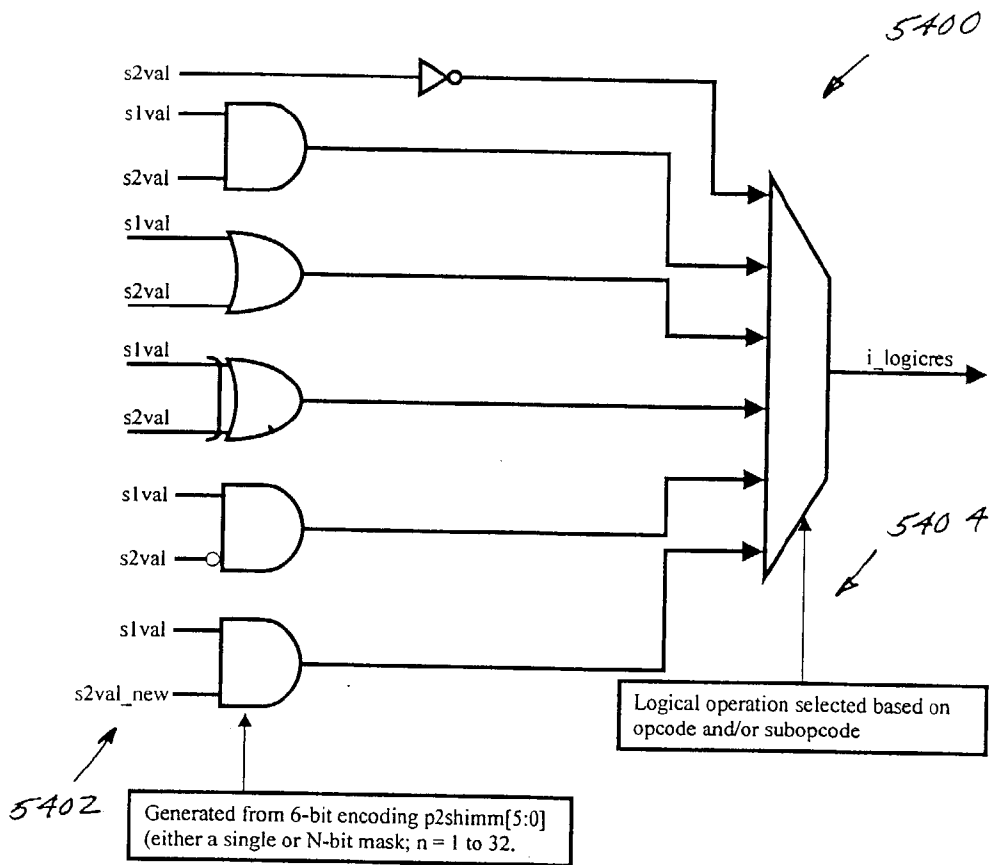 5400
s2val
s1val
s2val
s1val
s2val
s1val
s2val
i_logicres
s1val
s2val
5404
s1val
s2val_new
Logical operation selected based on
opcode and/or subopcode
5402
Generated from 6-bit encoding p2shimm[5:0]
(either a single or N-bit mask; n = 1 to 32.